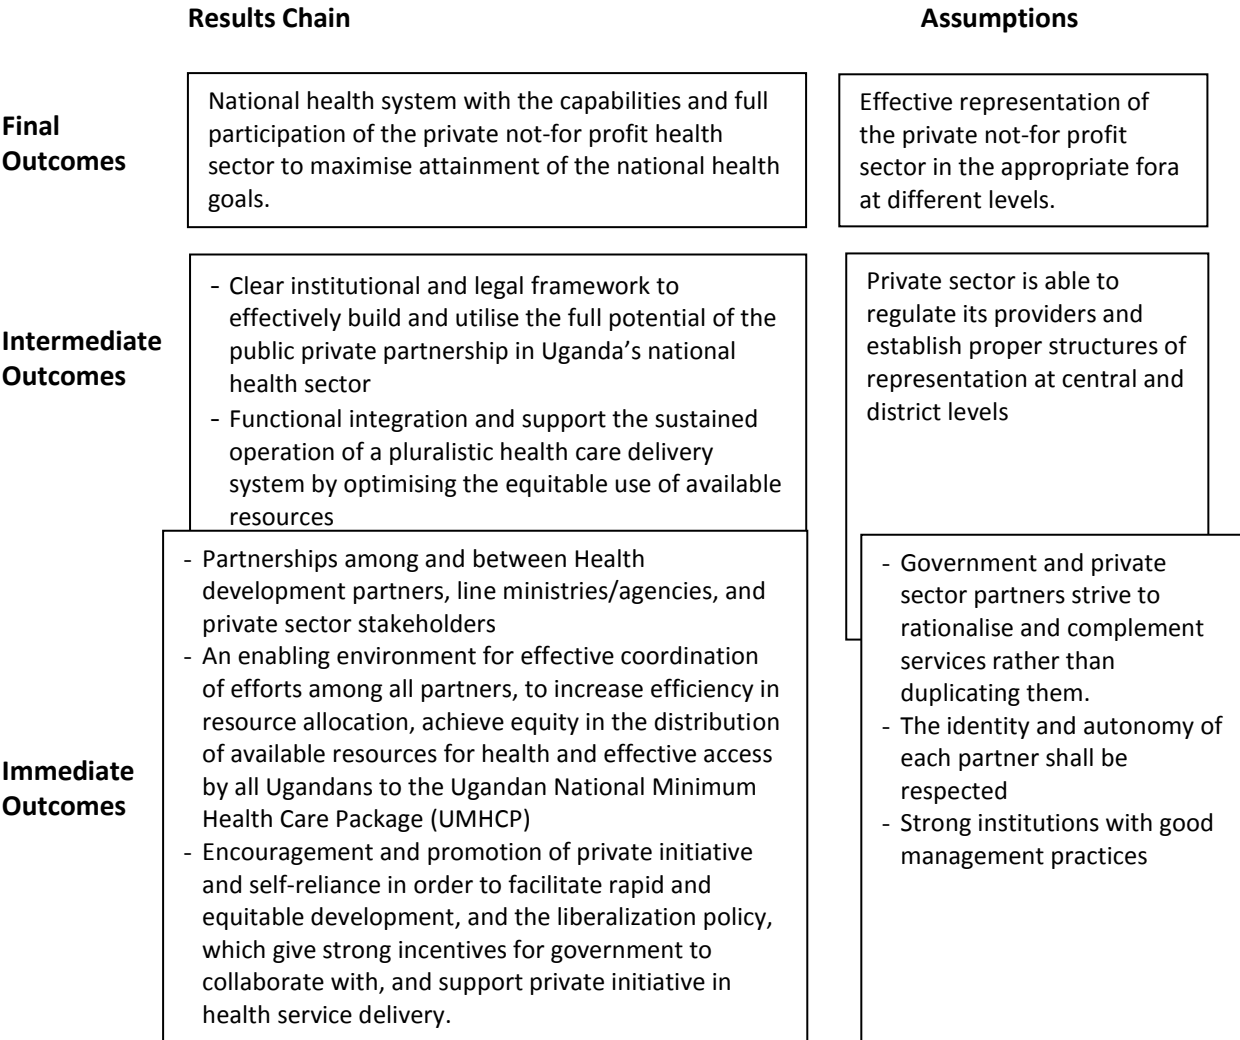 Results Chain
Assumptions
Final
Outcomes
National health system with the capabilities and full
participation of the private not-for profit health
sector to maximise attainment of the national health
goals.
Effective representation of
the private not-for profit
sector in the appropriate fora
at different levels.
Intermediate
Outcomes
- Clear institutional and legal framework to
effectively build and utilise the full potential of the
public private partnership in Uganda’s national
health sector
- Functional integration and support the sustained
operation of a pluralistic health care delivery
system by optimising the equitable use of available
resources
Private sector is able to
regulate its providers and
establish proper structures of
representation at central and
district levels
Immediate
Outcomes
- Partnerships among and between Health
development partners, line ministries/agencies, and
private sector stakeholders
- An enabling environment for effective coordination
of efforts among all partners, to increase efficiency in
resource allocation, achieve equity in the distribution
of available resources for health and effective access
by all Ugandans to the Ugandan National Minimum
Health Care Package (UMHCP)
- Encouragement and promotion of private initiative
and self-reliance in order to facilitate rapid and
equitable development, and the liberalization policy,
which give strong incentives for government to
collaborate with, and support private initiative in
health service delivery.
- Government and private
sector partners strive to
rationalise and complement
services rather than
duplicating them.
- The identity and autonomy of
each partner shall be
respected
- Strong institutions with good
management practices